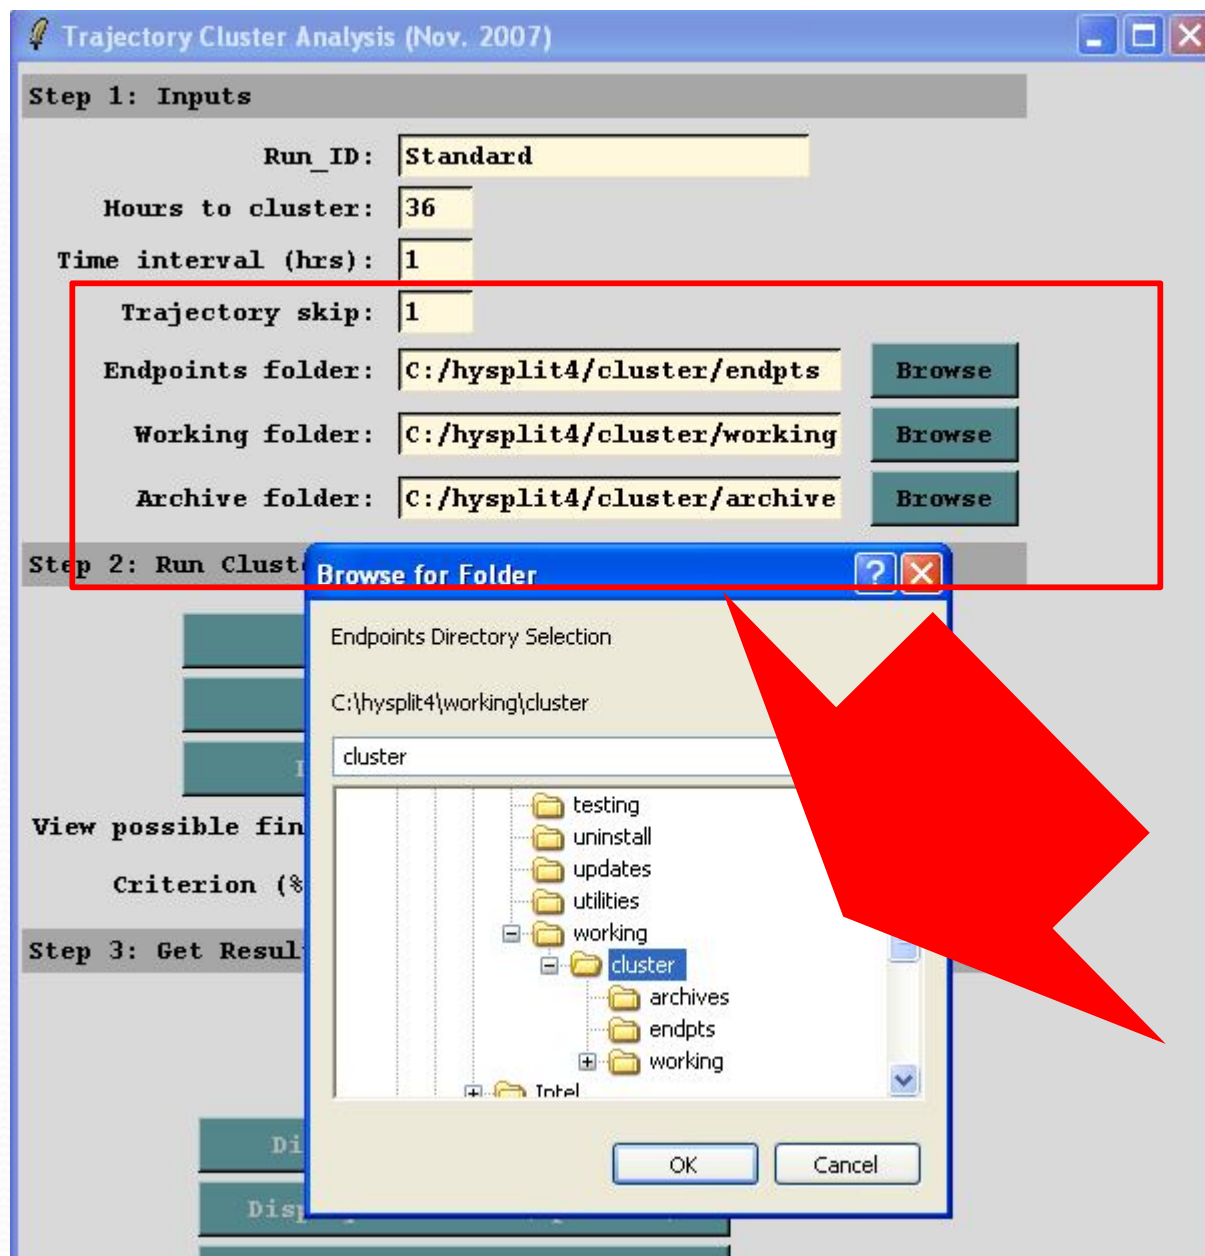 Trajectory Cluster Analysis (Nov. 2007)
Step 1: Inputs
Run_ID: Standard
Hours to cluster: 36
Time interval (hrs): 1
Trajectory skip: 1
Endpoints folder: C:/hysplit4/cluster/endpts Browse
Working folder: C:/hysplit4/cluster/working Browse
Archive folder: C:/hysplit4/cluster/archive Browse
Step 2: Run
Browse for Folder
Endpoints Directory Selection
C:\hysplit4\working\cluster
cluster
testing
uninstall
updates
utilities
View possible
working
Criterion (%
cluster
Step 3: Get
archives
endpts
working
Intel
OK Cancel